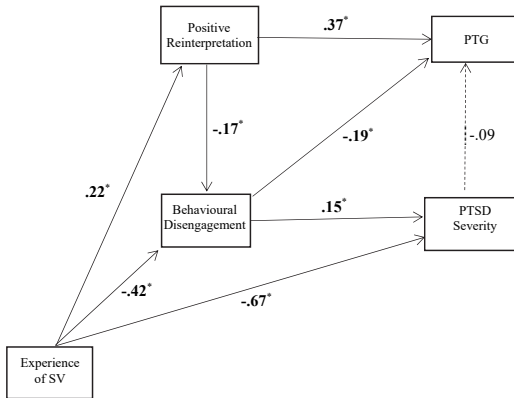 Positive
Reinterpretation
.37*
PTG
-.17*
-.19*
-.09
.22*
Behavioural
Disengagement
.15*
PTSD
Severity
-.42*
-.67*
Experience
of SV